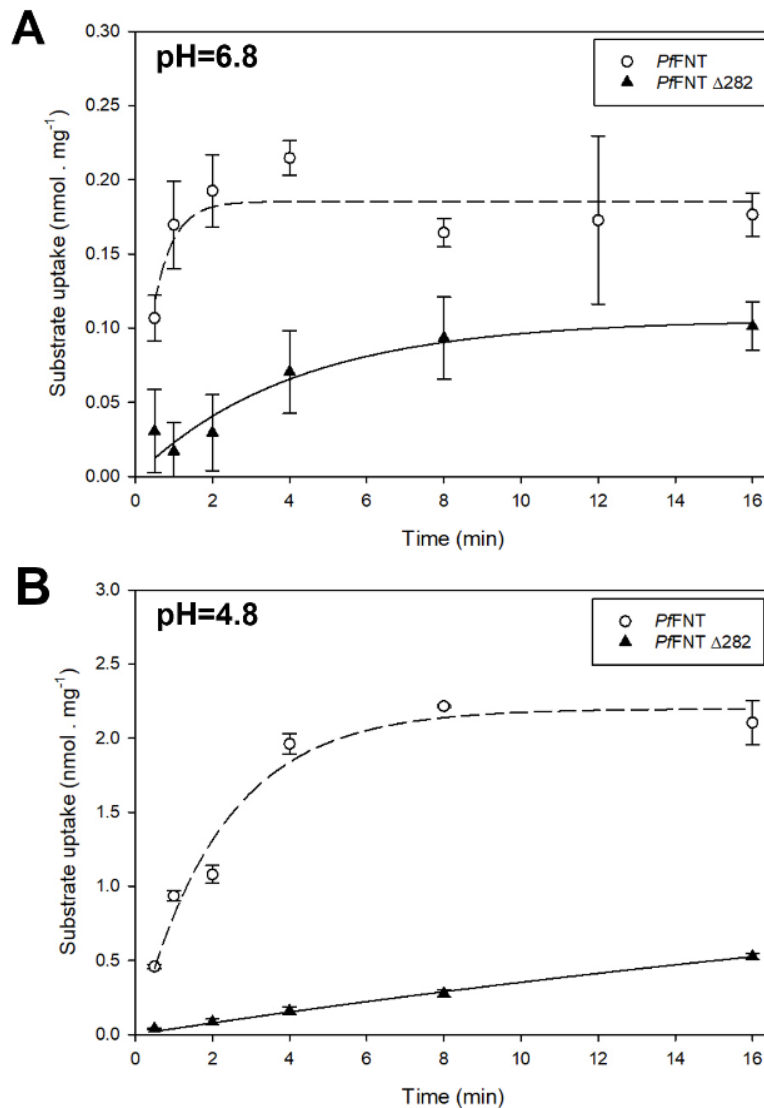 A
pH=6.8
PfFNT
PfFNT Δ282
Substrate uptake (nmol . mg⁻¹)
0.30
0.25
0.20
0.15
0.10
0.05
0.00
0 2 4 6 8 10 12 14 16
Time (min)
B
pH=4.8
PfFNT
PfFNT Δ282
Substrate uptake (nmol . mg⁻¹)
3.0
2.5
2.0
1.5
1.0
0.5
0.0
0 2 4 6 8 10 12 14 16
Time (min)